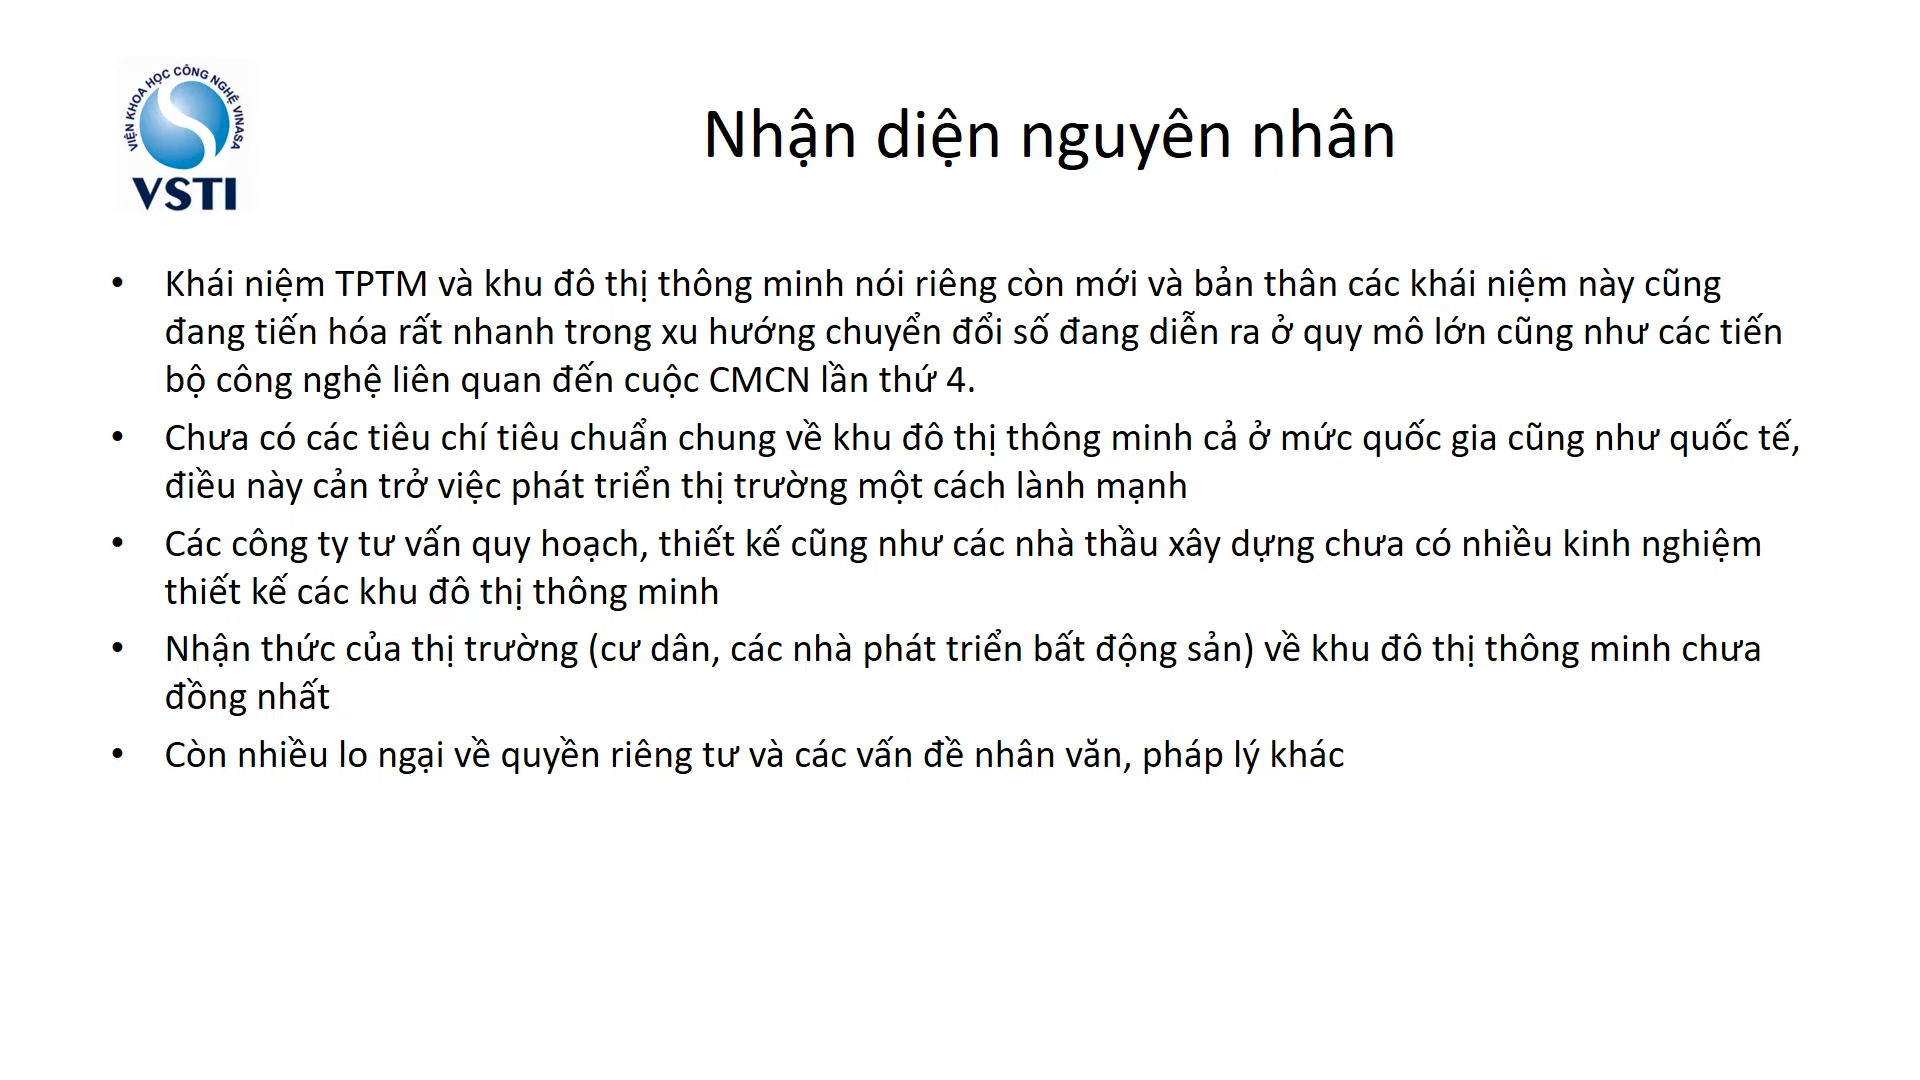 VIỆN KHOA HỌC CÔNG NGHỆ VINASA
VSTI
Nhận diện nguyên nhân
• Khái niệm TPTM và khu đô thị thông minh nói riêng còn mới và bản thân các khái niệm này cũng
đang tiến hóa rất nhanh trong xu hướng chuyển đổi số đang diễn ra ở quy mô lớn cũng như các tiến
bộ công nghệ liên quan đến cuộc CMCN lần thứ 4.
• Chưa có các tiêu chí tiêu chuẩn chung về khu đô thị thông minh cả ở mức quốc gia cũng như quốc tế,
điều này cản trở việc phát triển thị trường một cách lành mạnh
• Các công ty tư vấn quy hoạch, thiết kế cũng như các nhà thầu xây dựng chưa có nhiều kinh nghiệm
thiết kế các khu đô thị thông minh
• Nhận thức của thị trường (cư dân, các nhà phát triển bất động sản) về khu đô thị thông minh chưa
đồng nhất
• Còn nhiều lo ngại về quyền riêng tư và các vấn đề nhân văn, pháp lý khác